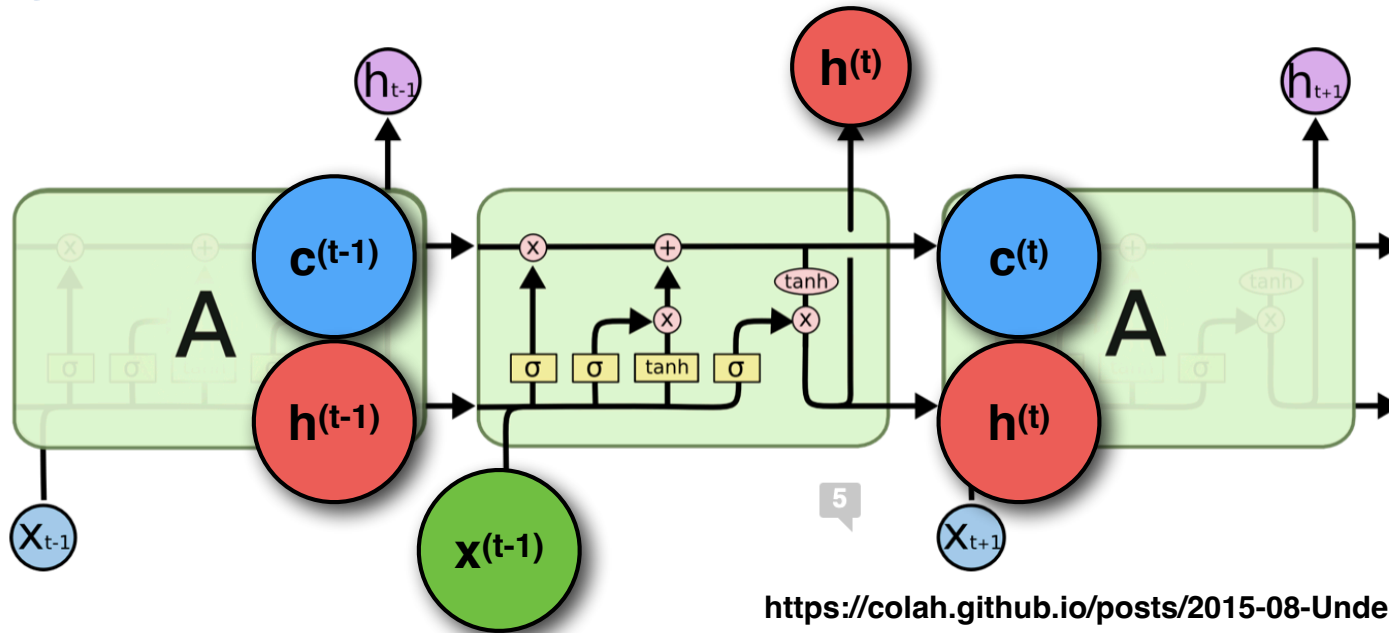 h(t)
ht-1
ht+1
x
+
x
+
c(t-1)
c(t)
tanh
tanh
A
x
x
x
A
σ
σ
σ
σ
tanh
σ
σ
h(t-1)
h(t)
5
xt-1
xt+1
x(t-1)
https://colah.github.io/posts/2015-08-Unde